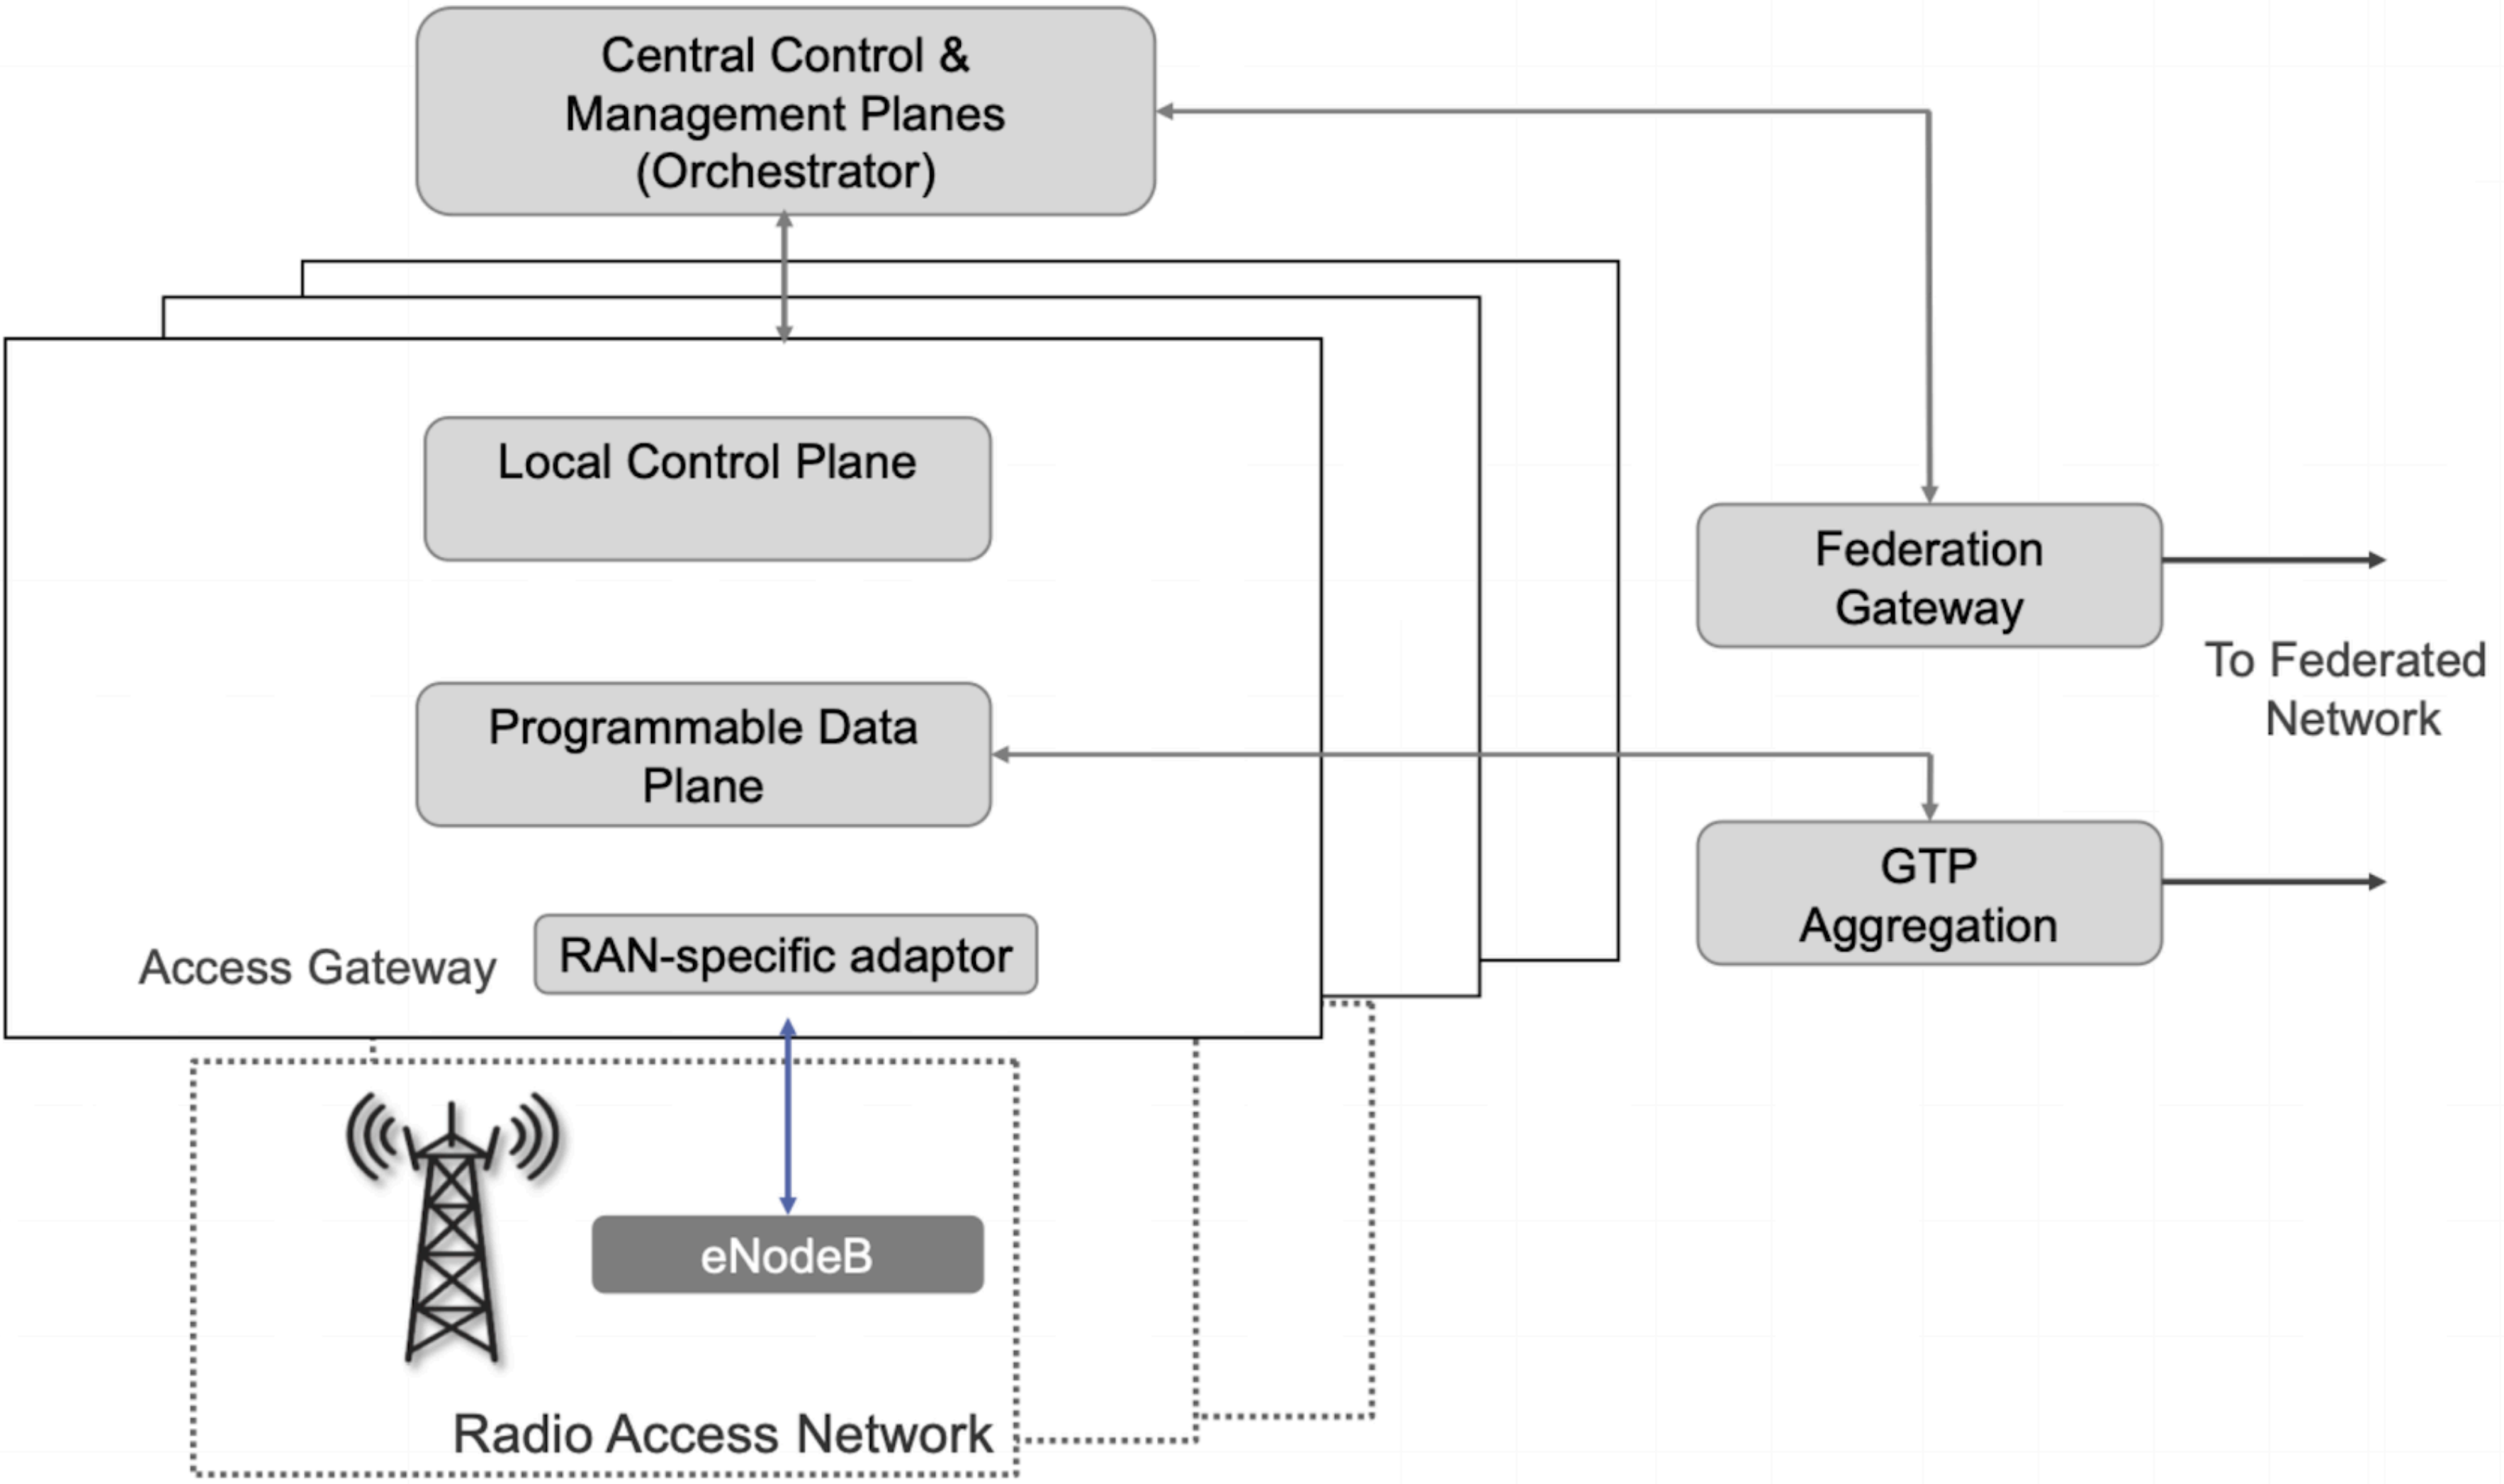 Central Control &
Management Planes
(Orchestrator)
Local Control Plane
Programmable Data
Plane
Access Gateway
RAN-specific adaptor
eNodeB
Radio Access Network
Federation
Gateway
To Federated
Network
GTP
Aggregation